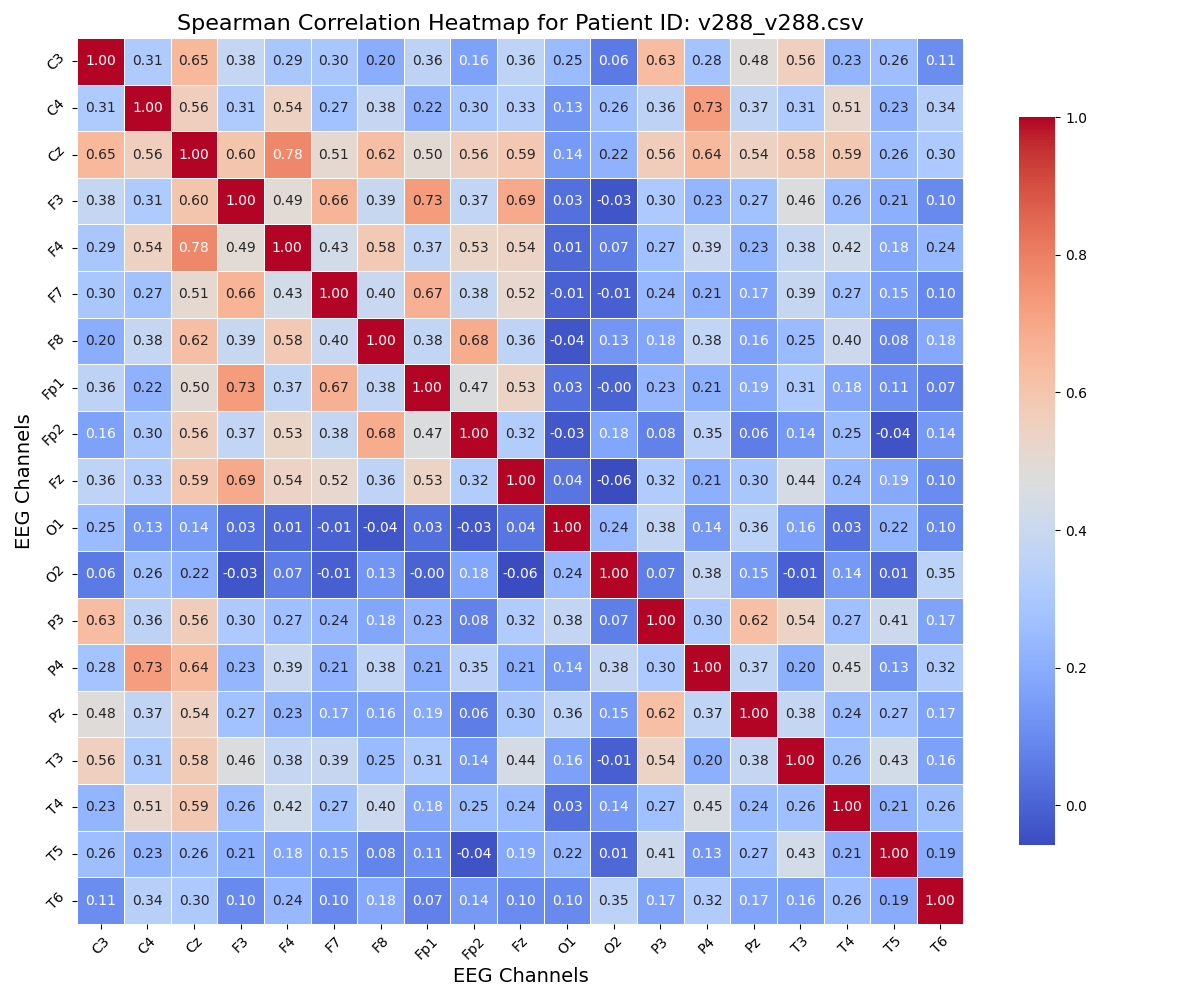 Spearman Correlation Heatmap for Patient ID: v288_v288.csv
C3 1.00 0.31 0.65 0.38 0.29 0.30 0.20 0.36 0.16 0.36 0.25 0.06 0.63 0.28 0.48 0.56 0.23 0.26 0.11
C4 0.31 1.00 0.56 0.31 0.54 0.27 0.38 0.22 0.30 0.33 0.13 0.26 0.36 0.73 0.37 0.31 0.51 0.23 0.34
Cz 0.65 0.56 1.00 0.60 0.78 0.51 0.62 0.50 0.56 0.59 0.14 0.22 0.56 0.64 0.54 0.58 0.59 0.26 0.30
F3 0.38 0.31 0.60 1.00 0.49 0.66 0.39 0.73 0.37 0.69 0.03 -0.03 0.30 0.23 0.27 0.46 0.26 0.21 0.10
F4 0.29 0.54 0.78 0.49 1.00 0.43 0.58 0.37 0.53 0.54 0.01 0.07 0.27 0.39 0.23 0.38 0.42 0.18 0.24
F7 0.30 0.27 0.51 0.66 0.43 1.00 0.40 0.67 0.38 0.52 -0.01 -0.01 0.24 0.21 0.17 0.39 0.27 0.15 0.10
F8 0.20 0.38 0.62 0.39 0.58 0.40 1.00 0.38 0.68 0.36 -0.04 0.13 0.18 0.38 0.16 0.25 0.40 0.08 0.18
Fp1 0.36 0.22 0.50 0.73 0.37 0.67 0.38 1.00 0.47 0.53 0.03 -0.00 0.23 0.21 0.19 0.31 0.18 0.11 0.07
Fp2 0.16 0.30 0.56 0.37 0.53 0.38 0.68 0.47 1.00 0.32 -0.03 0.18 0.08 0.35 0.06 0.14 0.25 -0.04 0.14
Fz 0.36 0.33 0.59 0.69 0.54 0.52 0.36 0.53 0.32 1.00 0.04 -0.06 0.32 0.21 0.30 0.44 0.24 0.19 0.10
O1 0.25 0.13 0.14 0.03 0.01 -0.01 -0.04 0.03 -0.03 0.04 1.00 0.24 0.38 0.14 0.36 0.16 0.03 0.22 0.10
O2 0.06 0.26 0.22 -0.03 0.07 -0.01 0.13 -0.00 0.18 -0.06 0.24 1.00 0.07 0.38 0.15 -0.01 0.14 0.01 0.35
P3 0.63 0.36 0.56 0.30 0.27 0.24 0.18 0.23 0.08 0.32 0.38 0.07 1.00 0.30 0.62 0.54 0.27 0.41 0.17
P4 0.28 0.73 0.64 0.23 0.39 0.21 0.38 0.21 0.35 0.21 0.14 0.38 0.30 1.00 0.37 0.20 0.45 0.13 0.32
Pz 0.48 0.37 0.54 0.27 0.23 0.17 0.16 0.19 0.06 0.30 0.36 0.15 0.62 0.37 1.00 0.38 0.24 0.27 0.17
T3 0.56 0.31 0.58 0.46 0.38 0.39 0.25 0.31 0.14 0.44 0.16 -0.01 0.54 0.20 0.38 1.00 0.26 0.43 0.16
T4 0.23 0.51 0.59 0.26 0.42 0.27 0.40 0.18 0.25 0.24 0.03 0.14 0.27 0.45 0.24 0.26 1.00 0.21 0.26
T5 0.26 0.23 0.26 0.21 0.18 0.15 0.08 0.11 -0.04 0.19 0.22 0.01 0.41 0.13 0.27 0.43 0.21 1.00 0.19
T6 0.11 0.34 0.30 0.10 0.24 0.10 0.18 0.07 0.14 0.10 0.10 0.35 0.17 0.32 0.17 0.16 0.26 0.19 1.00
C3 C4 Cz F3 F4 F7 F8 Fp1 Fp2 Fz O1 O2 P3 P4 Pz T3 T4 T5 T6
EEG Channels
EEG Channels
1.0
0.8
0.6
0.4
0.2
0.0